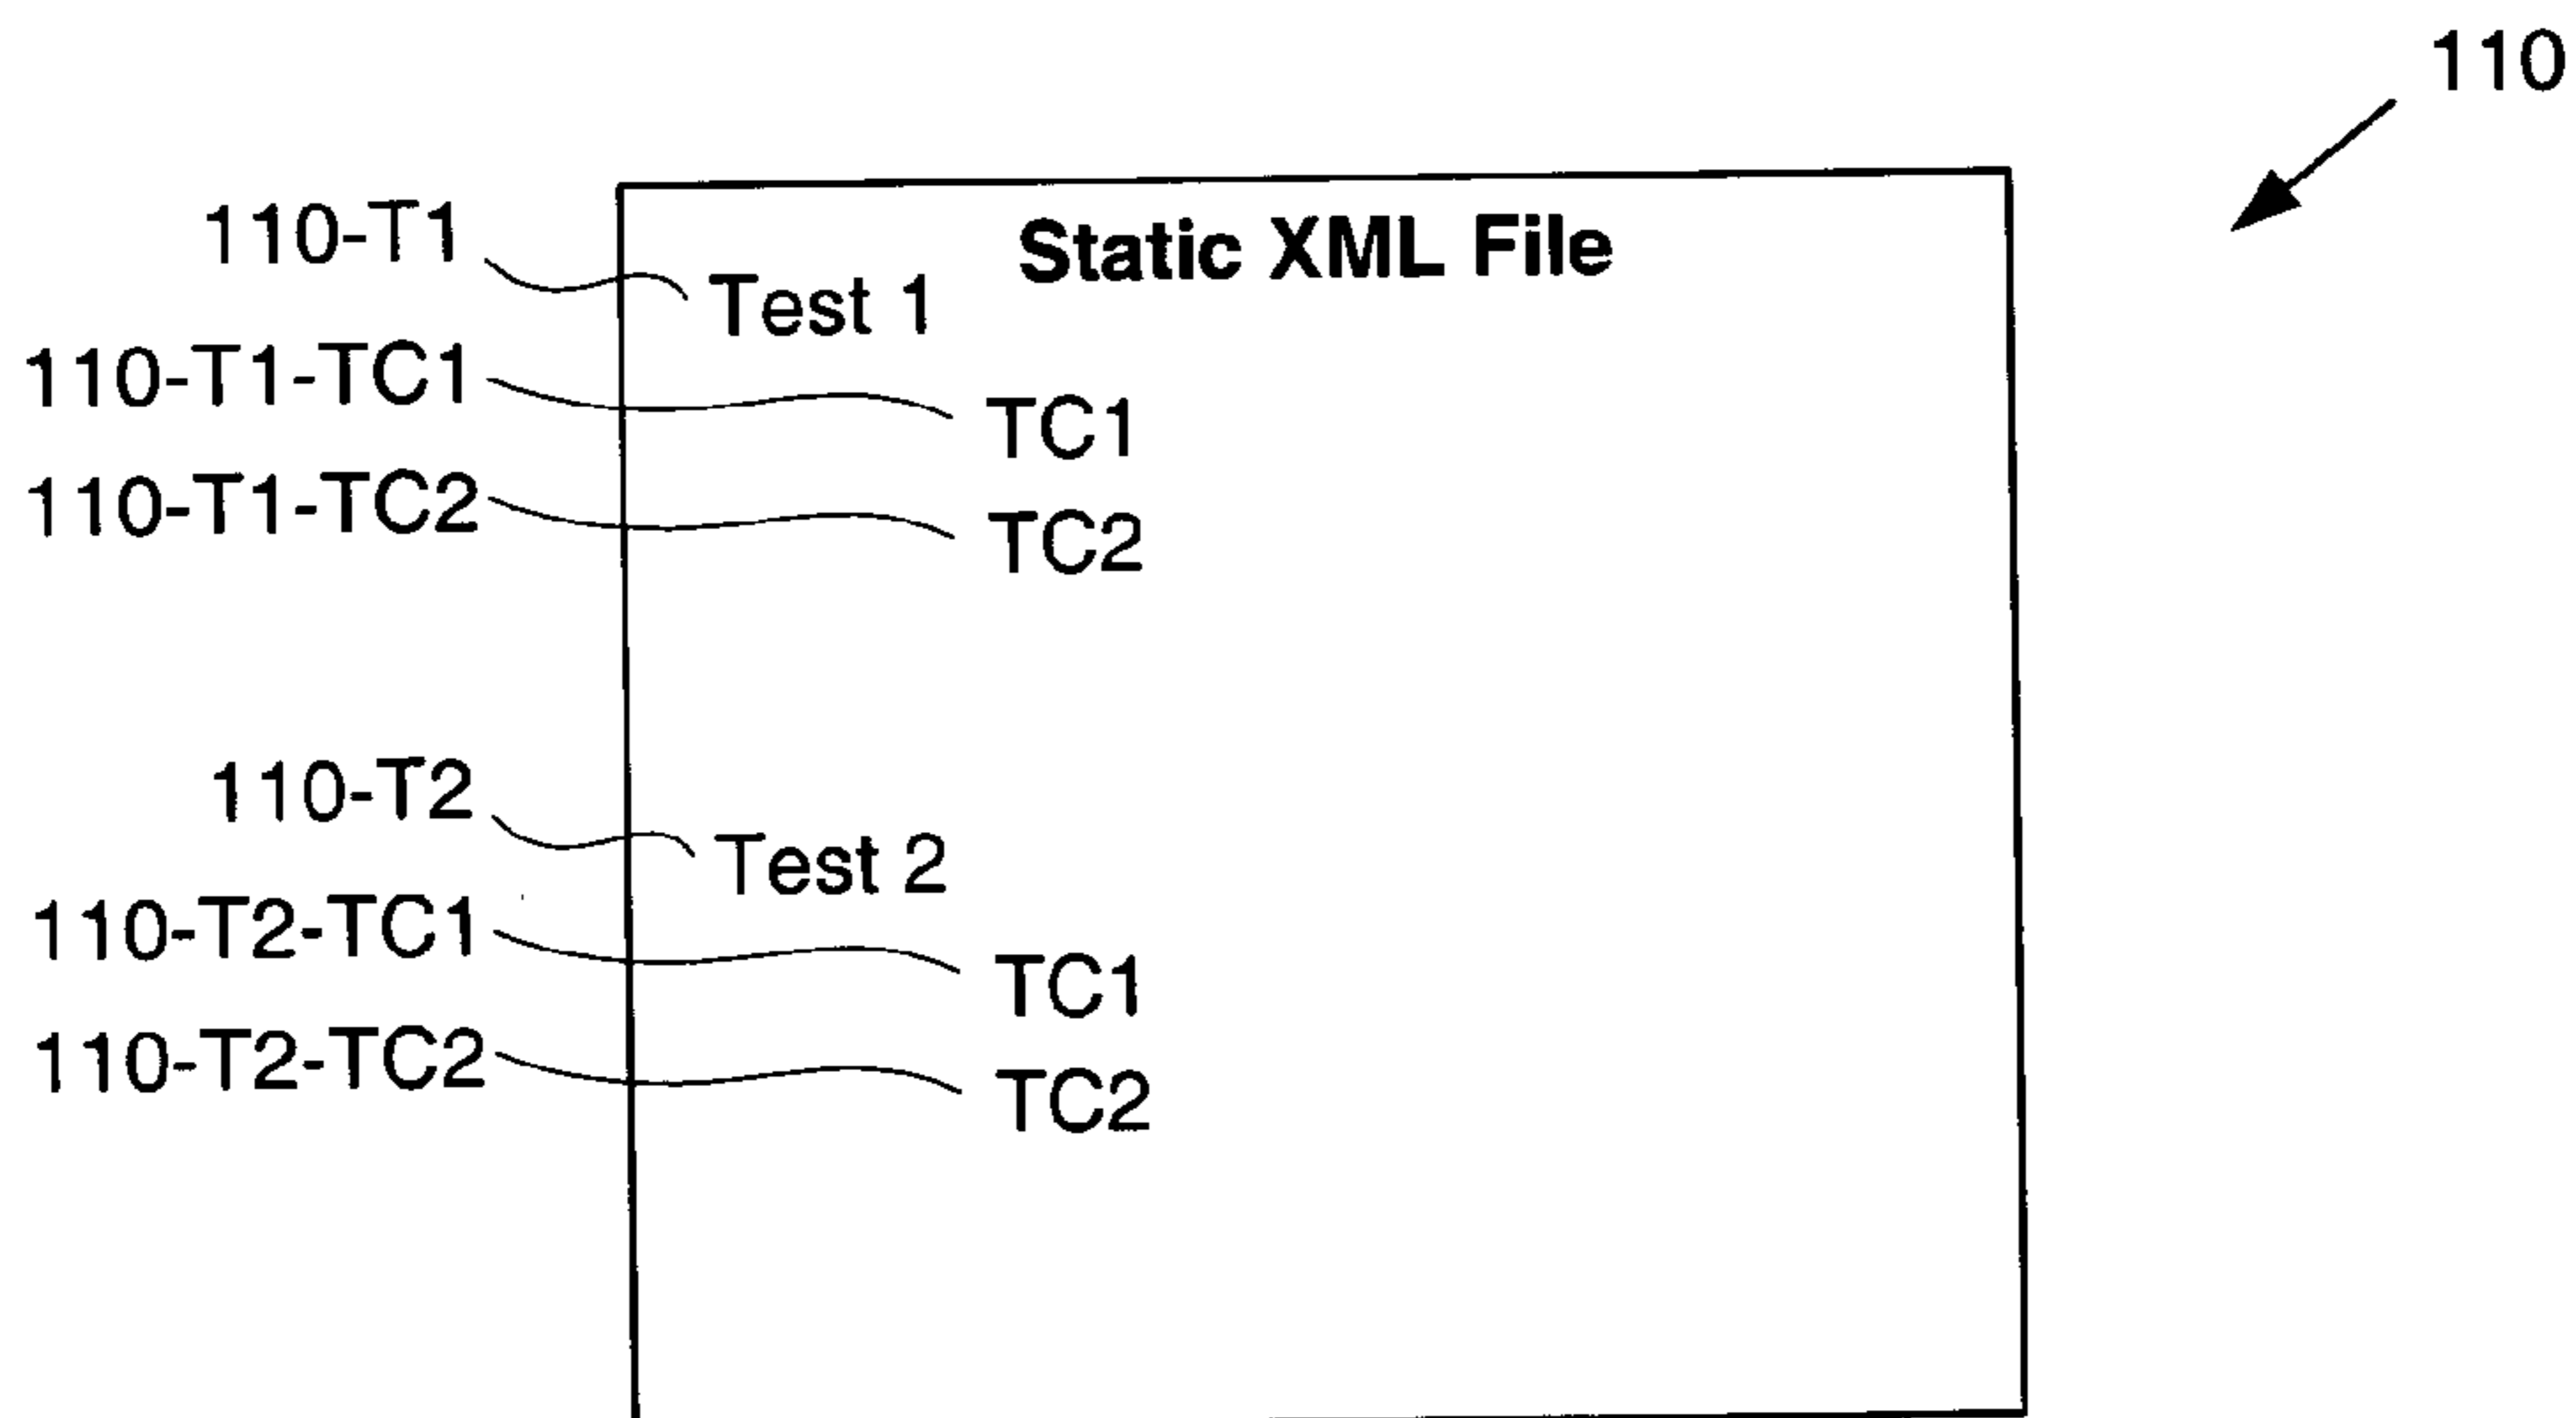 110
Static XML File
110-T1
Test 1
110-T1-TC1
TC1
110-T1-TC2
TC2
110-T2
Test 2
110-T2-TC1
TC1
110-T2-TC2
TC2